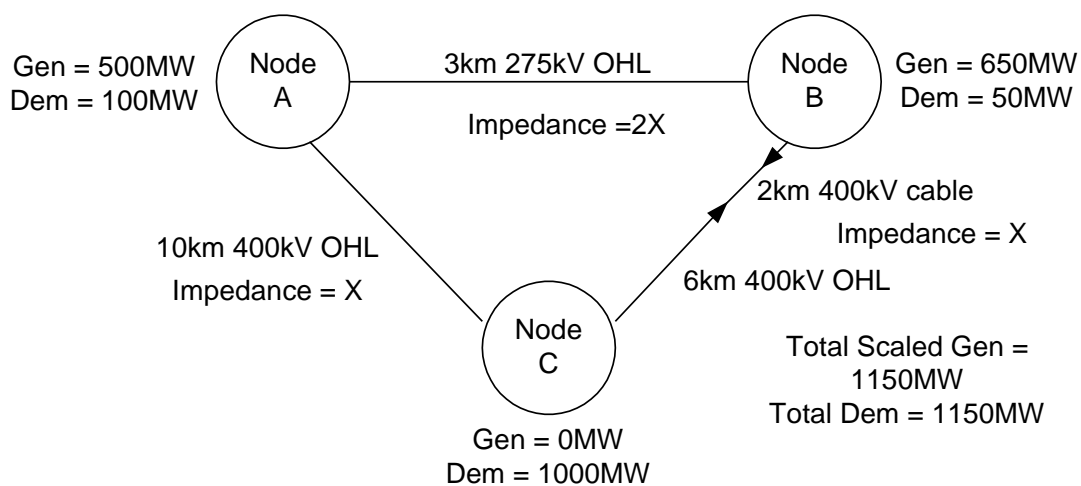 Node
A
Gen = 500MW
Dem = 100MW
3km 275kV OHL
Impedance =2X
Node
B
Gen = 650MW
Dem = 50MW
2km 400kV cable
Impedance = X
10km 400kV OHL
Impedance = X
6km 400kV OHL
Node
C
Total Scaled Gen =
1150MW
Total Dem = 1150MW
Gen = 0MW
Dem = 1000MW